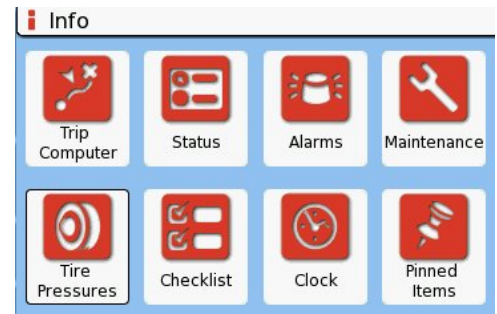 Info
Trip
Computer
Status
Alarms
Maintenance
Tire
Pressures
Checklist
Clock
Pinned
Items